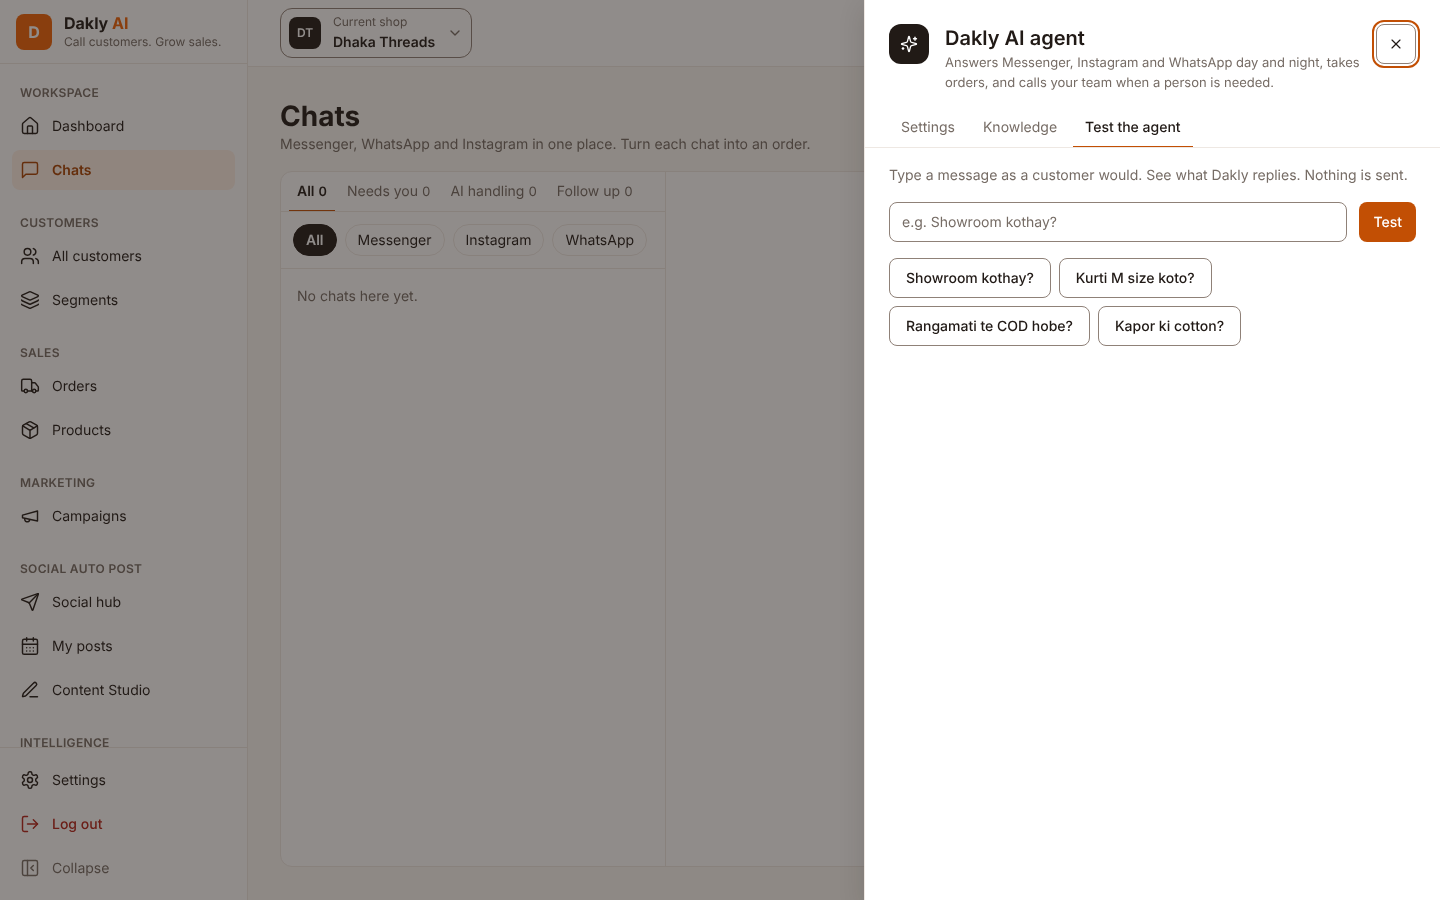 D
Dakly AI
Call customers. Grow sales.
WORKSPACE
Dashboard
Chats
CUSTOMERS
All customers
Segments
SALES
Orders
Products
MARKETING
Campaigns
SOCIAL AUTO POST
Social hub
My posts
Content Studio
INTELLIGENCE
Settings
Log out
Collapse
DT
Current shop
Dhaka Threads
Chats
Messenger, WhatsApp and Instagram in one place. Turn each chat into an order.
All 0 Needs you 0 AI handling 0 Follow up 0
All Messenger Instagram WhatsApp
No chats here yet.
Dakly AI agent
Answers Messenger, Instagram and WhatsApp day and night, takes
orders, and calls your team when a person is needed.
Settings Knowledge Test the agent
Type a message as a customer would. See what Dakly replies. Nothing is sent.
e.g. Showroom kothay? Test
Showroom kothay? Kurti M size koto?
Rangamati te COD hobe? Kapor ki cotton?